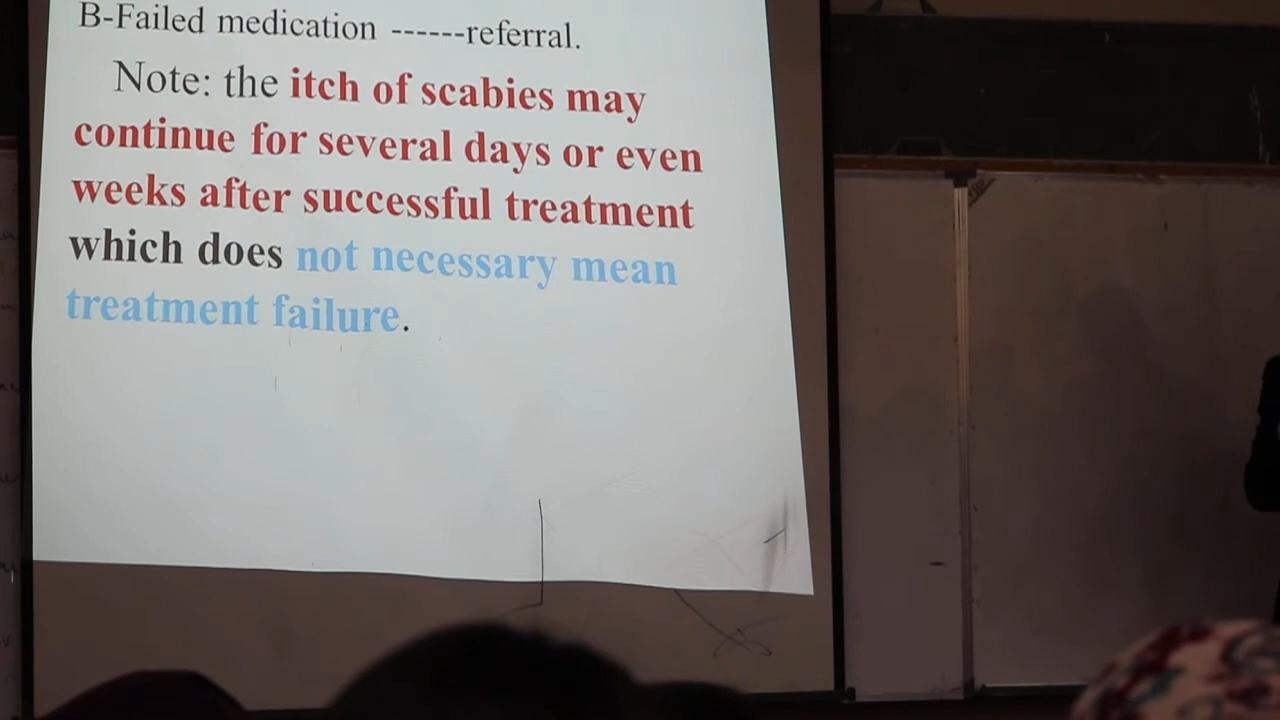 B-Failed medication ------referral.
Note: the itch of scabies may
continue for several days or even
weeks after successful treatment
which does not necessary mean
treatment failure.